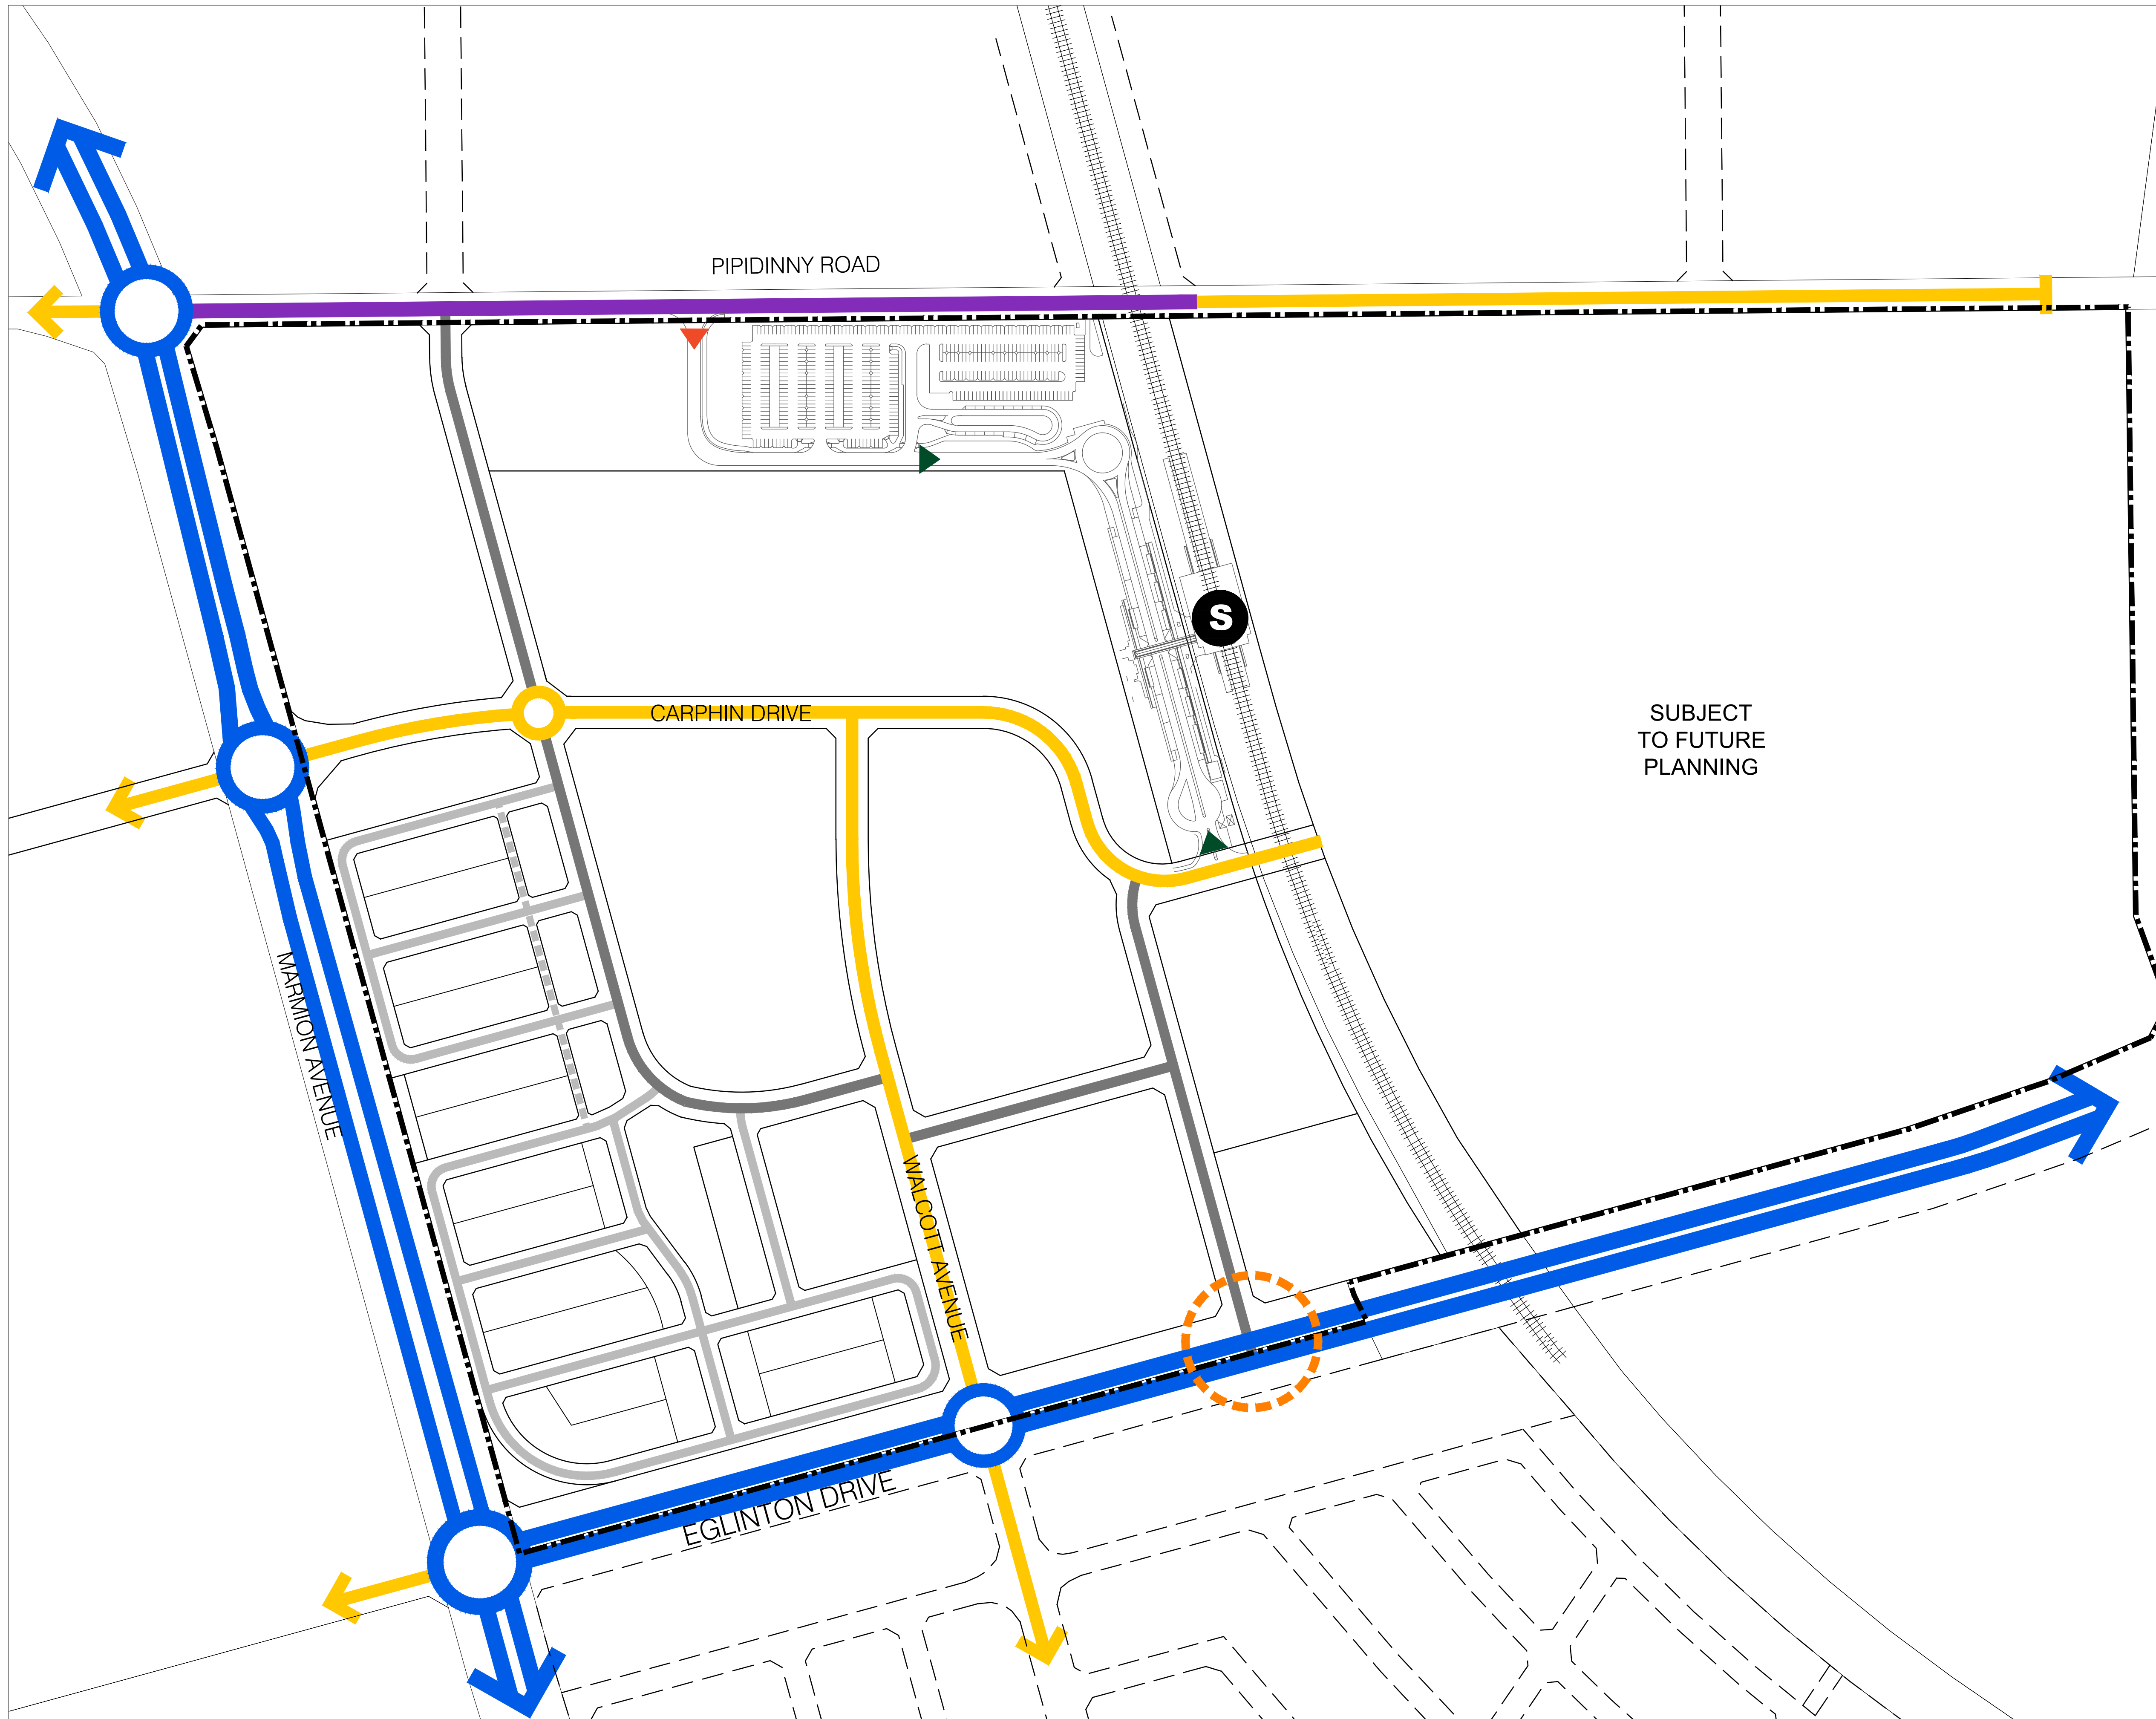 PIPIDINNY ROAD
S
CARPHIN DRIVE
SUBJECT
TO FUTURE
PLANNING
MARMION AVENUE
WALCOTT AVENUE
EGLINTON DRIVE